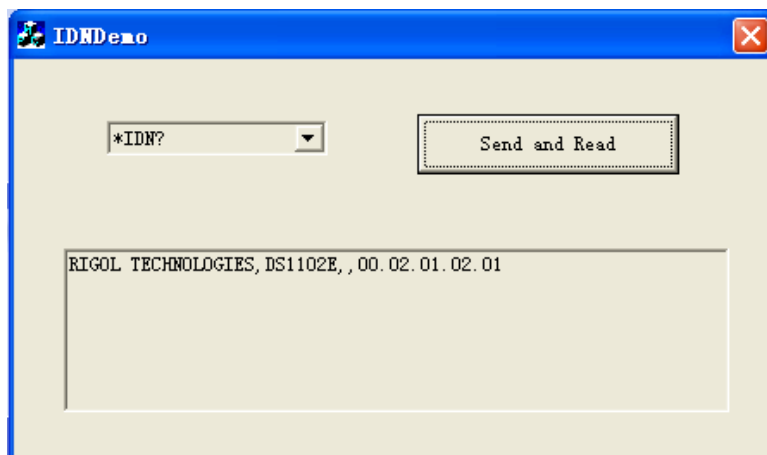 IDNDemo
*IDN?
Send and Read
RIGOL TECHNOLOGIES,DS1102E,,00.02.01.02.01